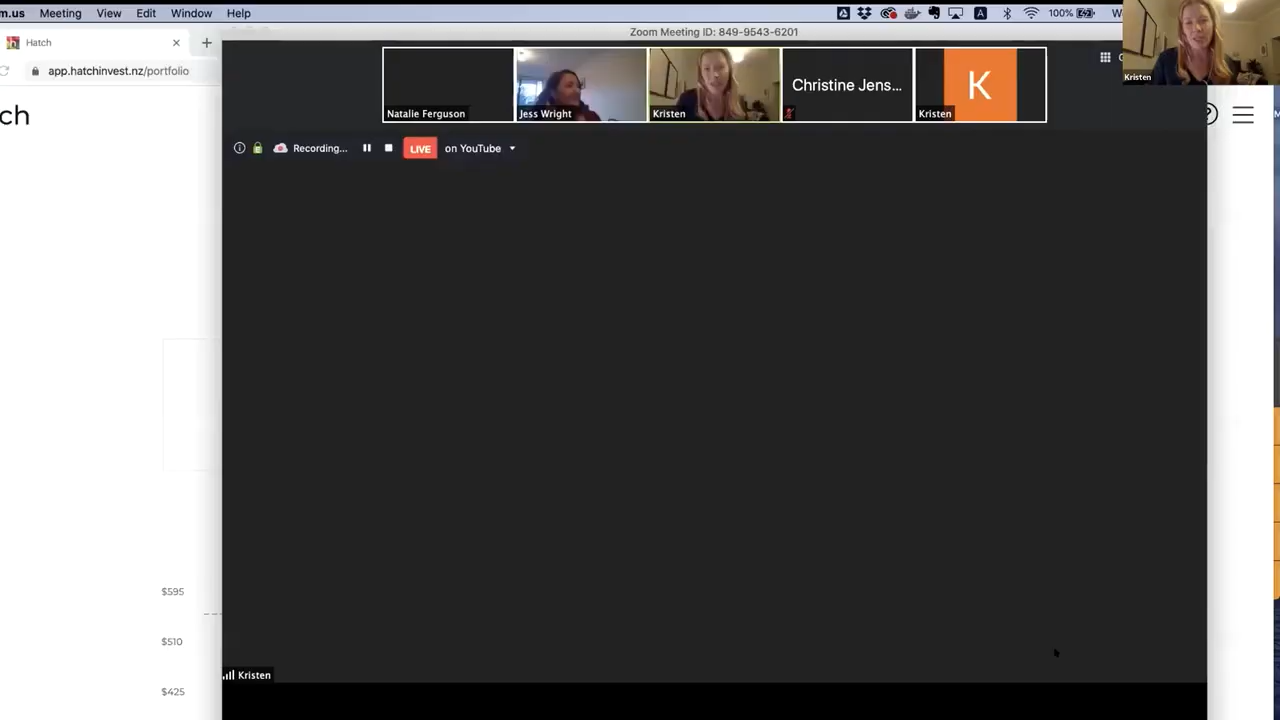 m.us Meeting View Edit Window Help
A
100%
W
Zoom Meeting ID: 849-9543-6201
Hatch
app.hatchinvest.nz/portfolio
ch
Natalie Ferguson
Jess Wright
Kristen
Christine Jens...
K
Kristen
Kristen
Recording...
LIVE
on YouTube
$595
$510
$425
Kristen